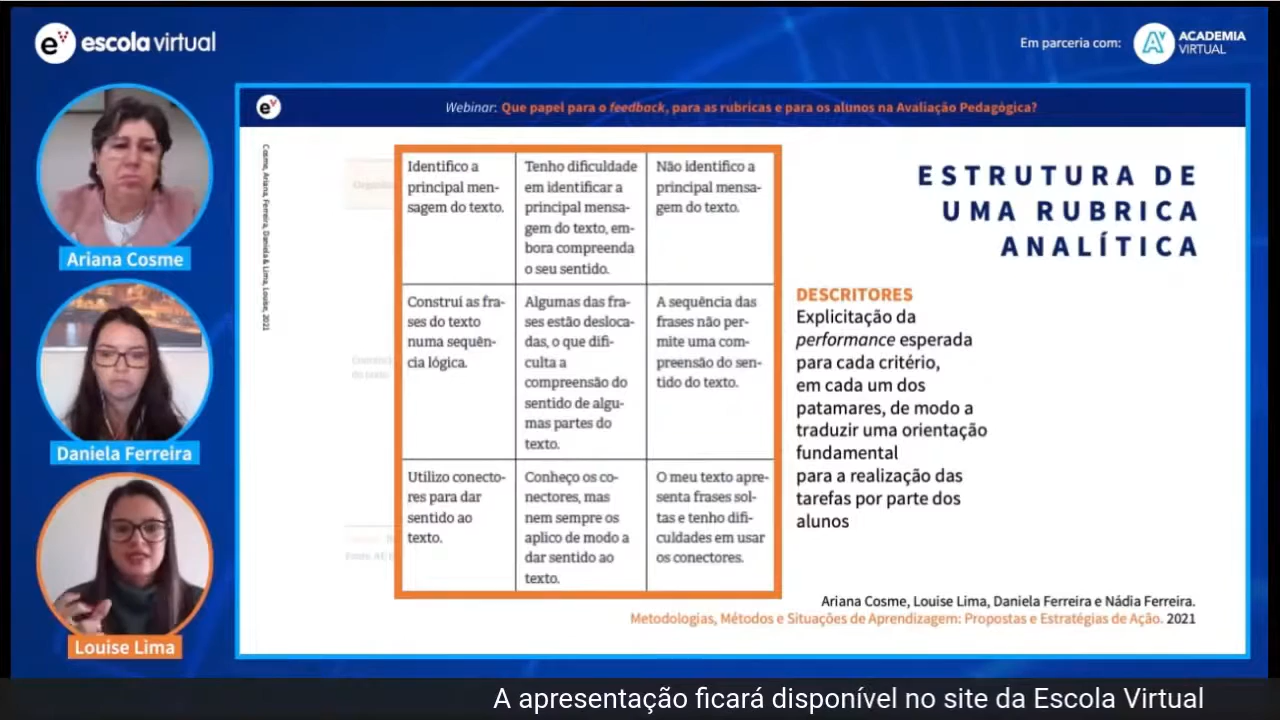 escola virtual
Em parceria com:
ACADEMIA
VIRTUAL
Webinar: Que papel para o feedback, para as rubricas e para os alunos na Avaliação Pedagógica?
Ariana Cosme
Daniela Ferreira
Louise Lima
Cosme, Ariana, Ferreira, Daniela & Lima, Louise, 2021
Identifico a
principal men-
sagem do texto.
Tenho dificuldade
em identificar a
principal mensa-
gem do texto, em-
bora compreenda
o seu sentido.
Não identifico a
principal mensa-
gem do texto.
Construí as fra-
ses do texto
numa sequên-
cia lógica.
Algumas das fra-
ses estão desloca-
das, o que difi-
culta a
compreensão do
sentido de algu-
mas partes do
texto.
A sequência das
frases não per-
mite uma com-
preensão do sen-
tido do texto.
Utilizo conecto-
res para dar
sentido ao
texto.
Conheço os co-
nectores, mas
nem sempre os
aplico de modo a
dar sentido ao
texto.
O meu texto apre-
senta frases sol-
tas e tenho difi-
culdades em usar
os conectores.
ESTRUTURA DE
UMA RUBRICA
ANALÍTICA
DESCRITORES
Explicitação da
performance esperada
para cada critério,
em cada um dos
patamares, de modo a
traduzir uma orientação
fundamental
para a realização das
tarefas por parte dos
alunos
Ariana Cosme, Louise Lima, Daniela Ferreira e Nádia Ferreira.
Metodologias, Métodos e Situações de Aprendizagem: Propostas e Estratégias de Ação. 2021
A apresentação ficará disponível no site da Escola Virtual